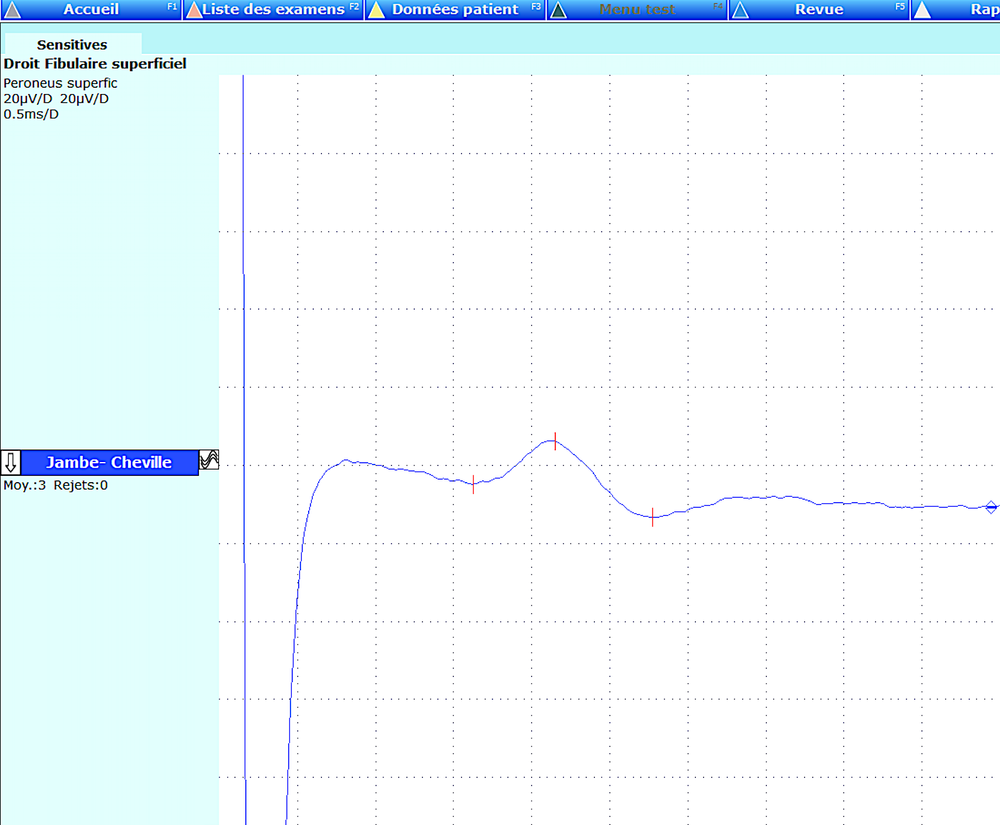 Accueil F1 Liste des examens F2 Données patient F3 Menu test F4 Revue F5 Rap
Sensitives
Droit Fibulaire superficiel
Peroneus superfic
20µV/D 20µV/D
0.5ms/D
Jambe- Cheville
Moy.:3 Rejets:0